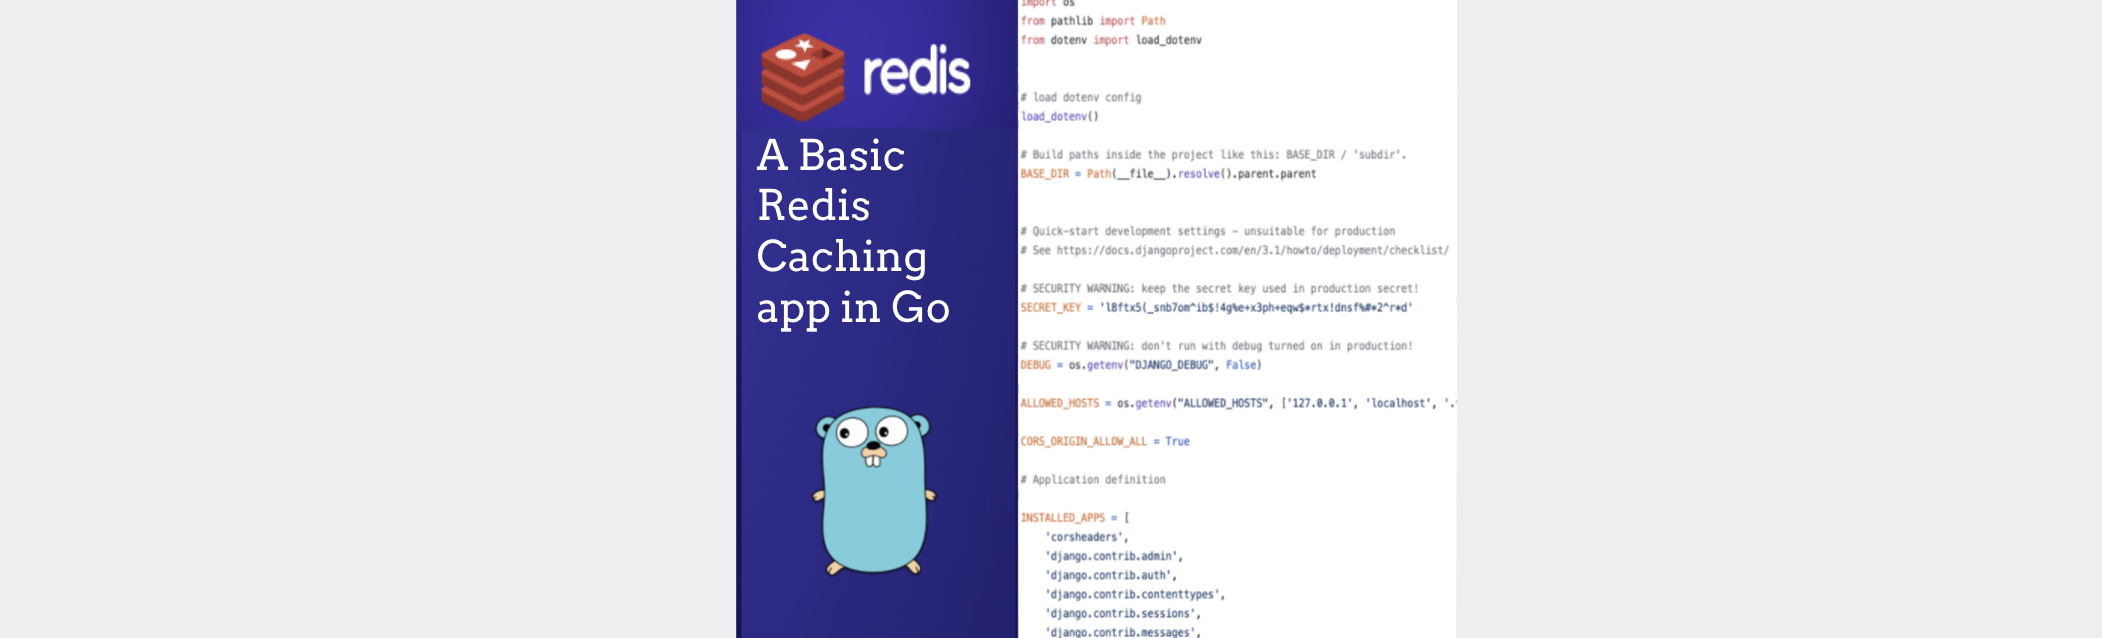 redis
A Basic
Redis
Caching
app in Go
import os
from pathlib import Path
from dotenv import load_dotenv
# load dotenv config
load_dotenv()
# Build paths inside the project like this: BASE_DIR / 'subdir'.
BASE_DIR = Path(__file__).resolve().parent.parent
# Quick-start development settings - unsuitable for production
# See https://docs.djangoproject.com/en/3.1/howto/deployment/checklist/
# SECURITY WARNING: keep the secret key used in production secret!
SECRET_KEY = 'l8ftx5(_snb7om^ib$!4g%e+x3ph+eqw$*rtx!dnsf%#*2^r*d'
# SECURITY WARNING: don't run with debug turned on in production!
DEBUG = os.getenv("DJANGO_DEBUG", False)
ALLOWED_HOSTS = os.getenv("ALLOWED_HOSTS", ['127.0.0.1', 'localhost', '.
CORS_ORIGIN_ALLOW_ALL = True
# Application definition
INSTALLED_APPS = [
'corsheaders',
'django.contrib.admin',
'django.contrib.auth',
'django.contrib.contenttypes',
'django.contrib.sessions',
'django.contrib.messages',